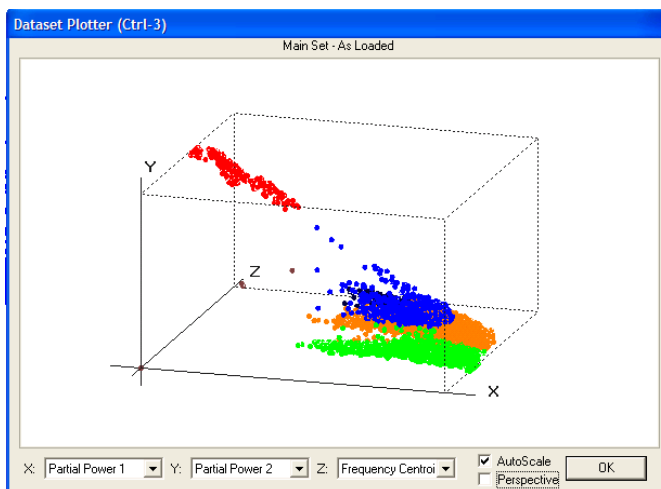 Dataset Plotter (Ctrl-3)
Main Set - As Loaded
Y
Z
X
X: Partial Power 1 Y: Partial Power 2 Z: Frequency Centroi AutoScale OK
Perspective